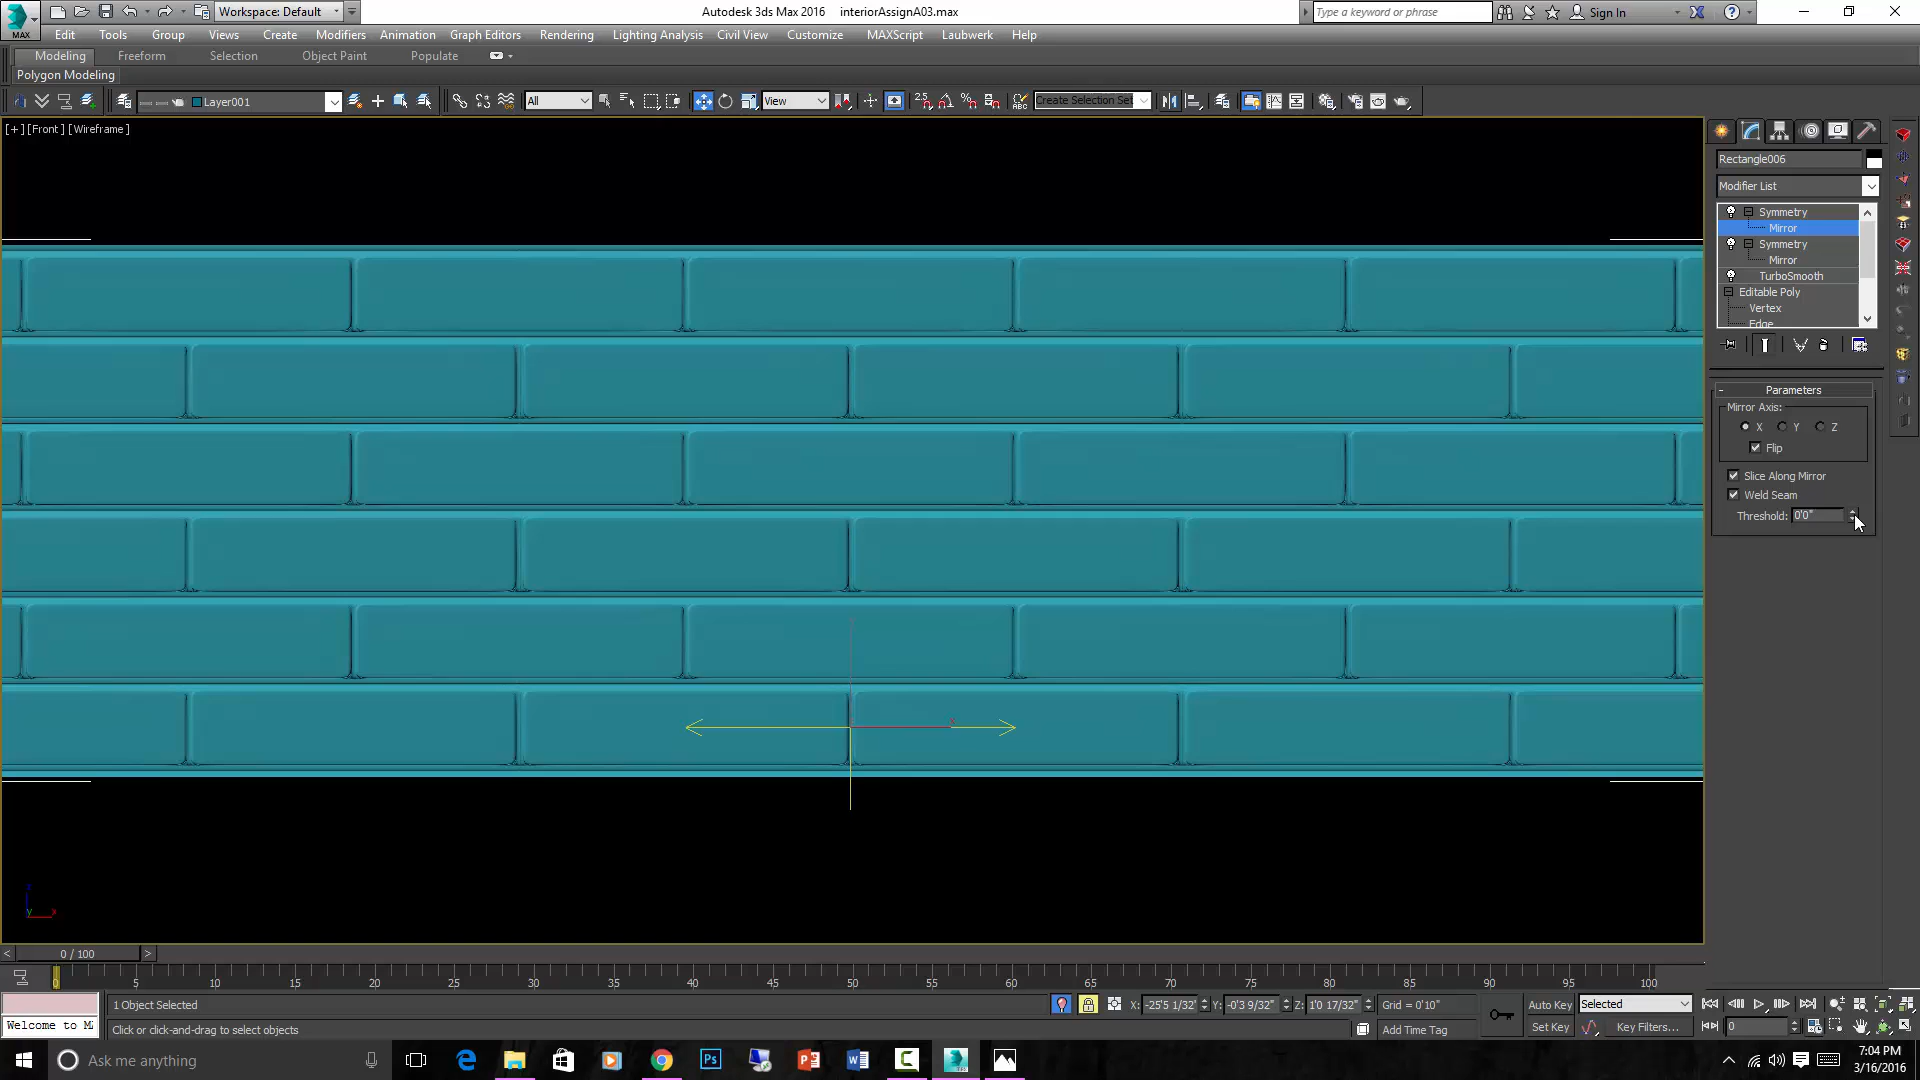 Workspace: Default
Autodesk 3ds Max 2016 interiorAssignA03.max
Type a keyword or phrase
Sign In
MAX
Edit Tools Group Views Create Modifiers Animation Graph Editors Rendering Lighting Analysis Civil View Customize MAXScript Laubwerk Help
Modeling Freeform Selection Object Paint Populate
Polygon Modeling
Layer001
All
View
2.5
ABC
Create Selection Set
[+] [Front] [Wireframe]
Rectangle006
Modifier List
Symmetry
Mirror
Symmetry
Mirror
TurboSmooth
Editable Poly
Vertex
Edge
- Parameters
Mirror Axis:
X Y Z
Flip
Slice Along Mirror
Weld Seam
Threshold: 0'0"
x
z
y x
< 0 / 100 >
0 5 10 15 20 25 30 35 40 45 50 55 60 65 70 75 80 85 90 95 100
1 Object Selected
X: -25'5 1/32" Y: -0'3 9/32" Z: 1'0 17/32" Grid = 0'10"
Auto Key Selected
Welcome to M
Click or click-and-drag to select objects
Add Time Tag
Set Key Key Filters...
0
Ask me anything
7:04 PM
3/16/2016